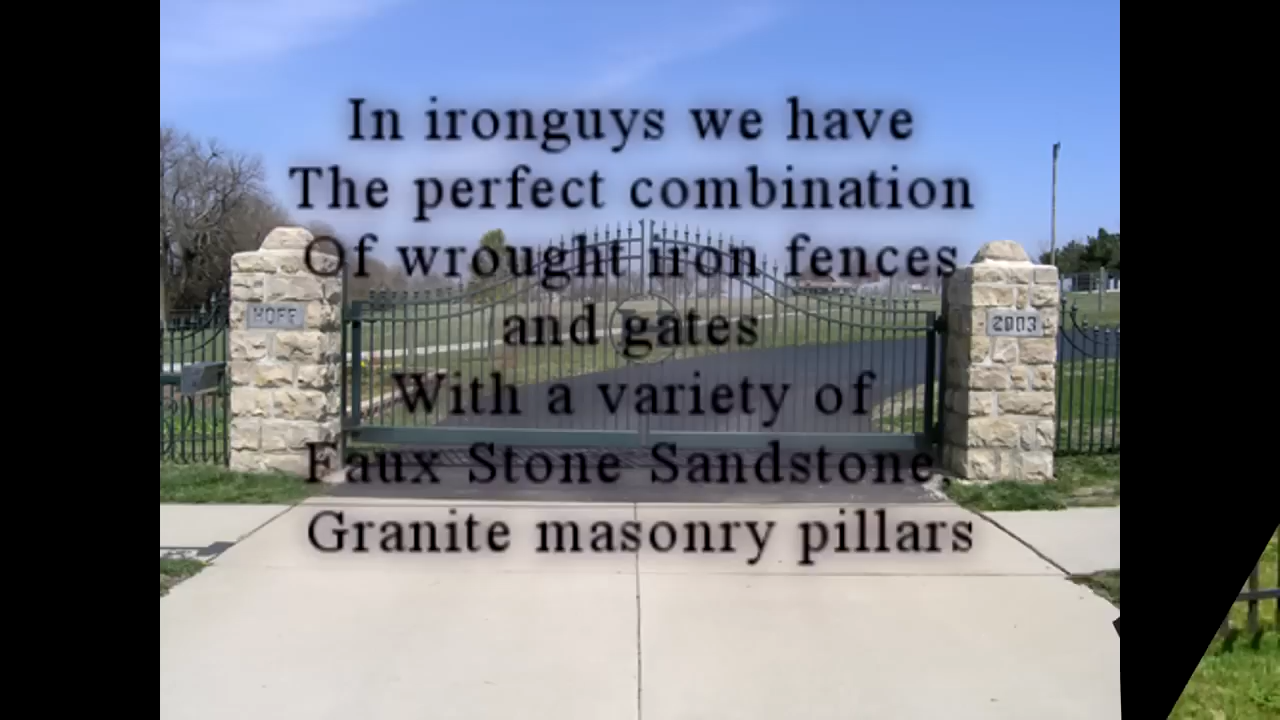 In ironguys we have
The perfect combination
Of wrought iron fences
and gates
With a variety of
Faux Stone Sandstone
Granite masonry pillars
HOFF
2003